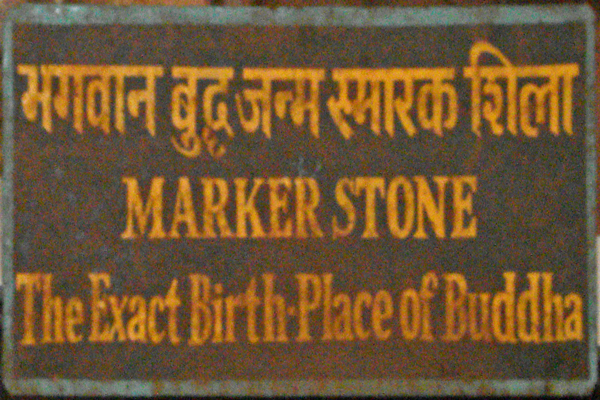 भगवान बुद्ध जन्म स्मारक शिला
MARKER STONE
The Exact Birth-Place of Buddha